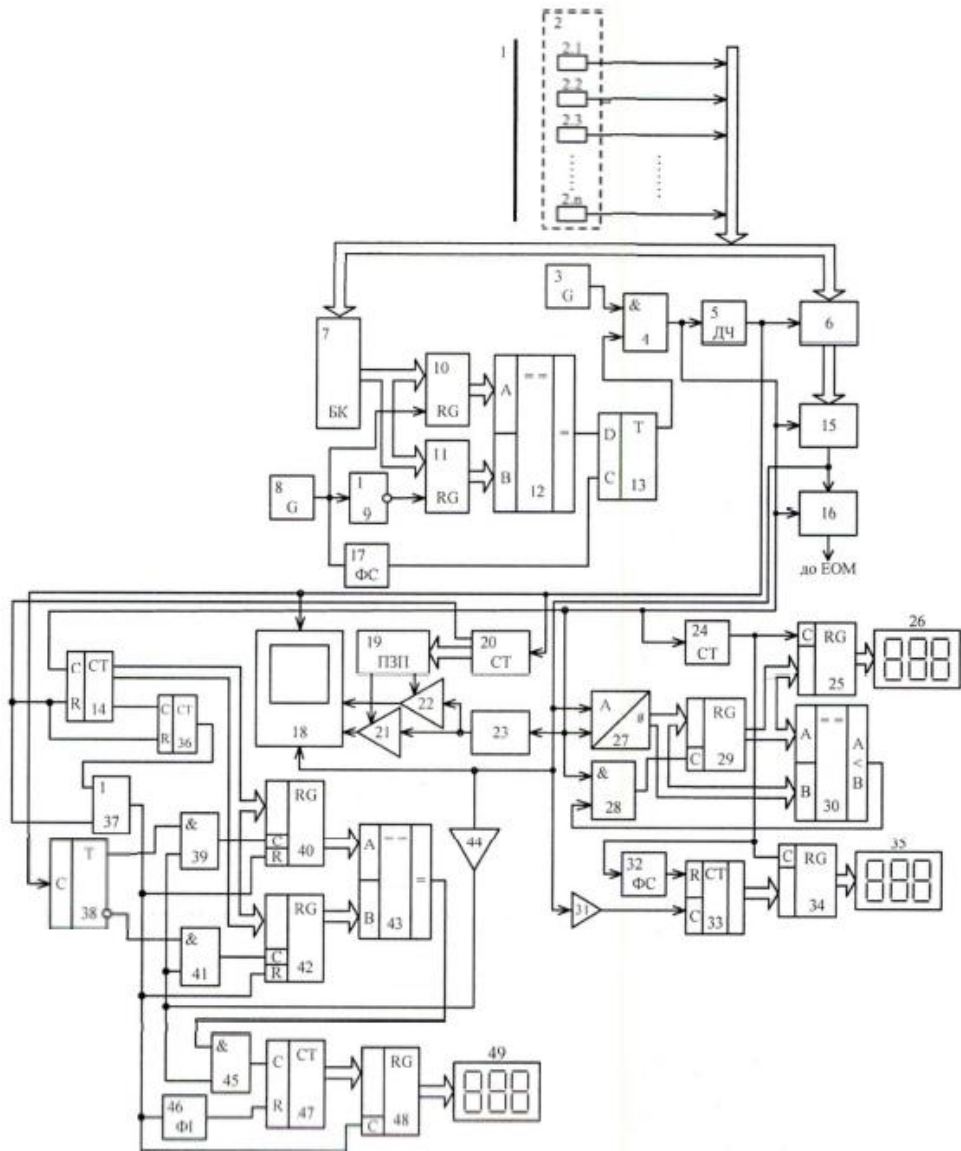 1
2
2.1
2.2
2.3
2.n
3
G
&
4
5
ДЧ
6
7
БК
10
RG
11
RG
A
B
= =
=
12
D
C
T
13
8
G
1
9
17
ФС
15
16
до ЕОМ
C
R
CT
14
C
R
CT
36
1
37
C
T
38
18
19
ПЗП
20
CT
21
22
23
24
CT
C
RG
25
26
A
27
&
28
RG
C
29
A
B
= =
A
<
B
30
31
32
ФС
R
C
CT
33
C
RG
34
35
&
39
RG
C
R
40
&
41
RG
C
R
42
A
B
=
43
44
&
45
46
ФІ
C
R
CT
47
RG
C
48
49